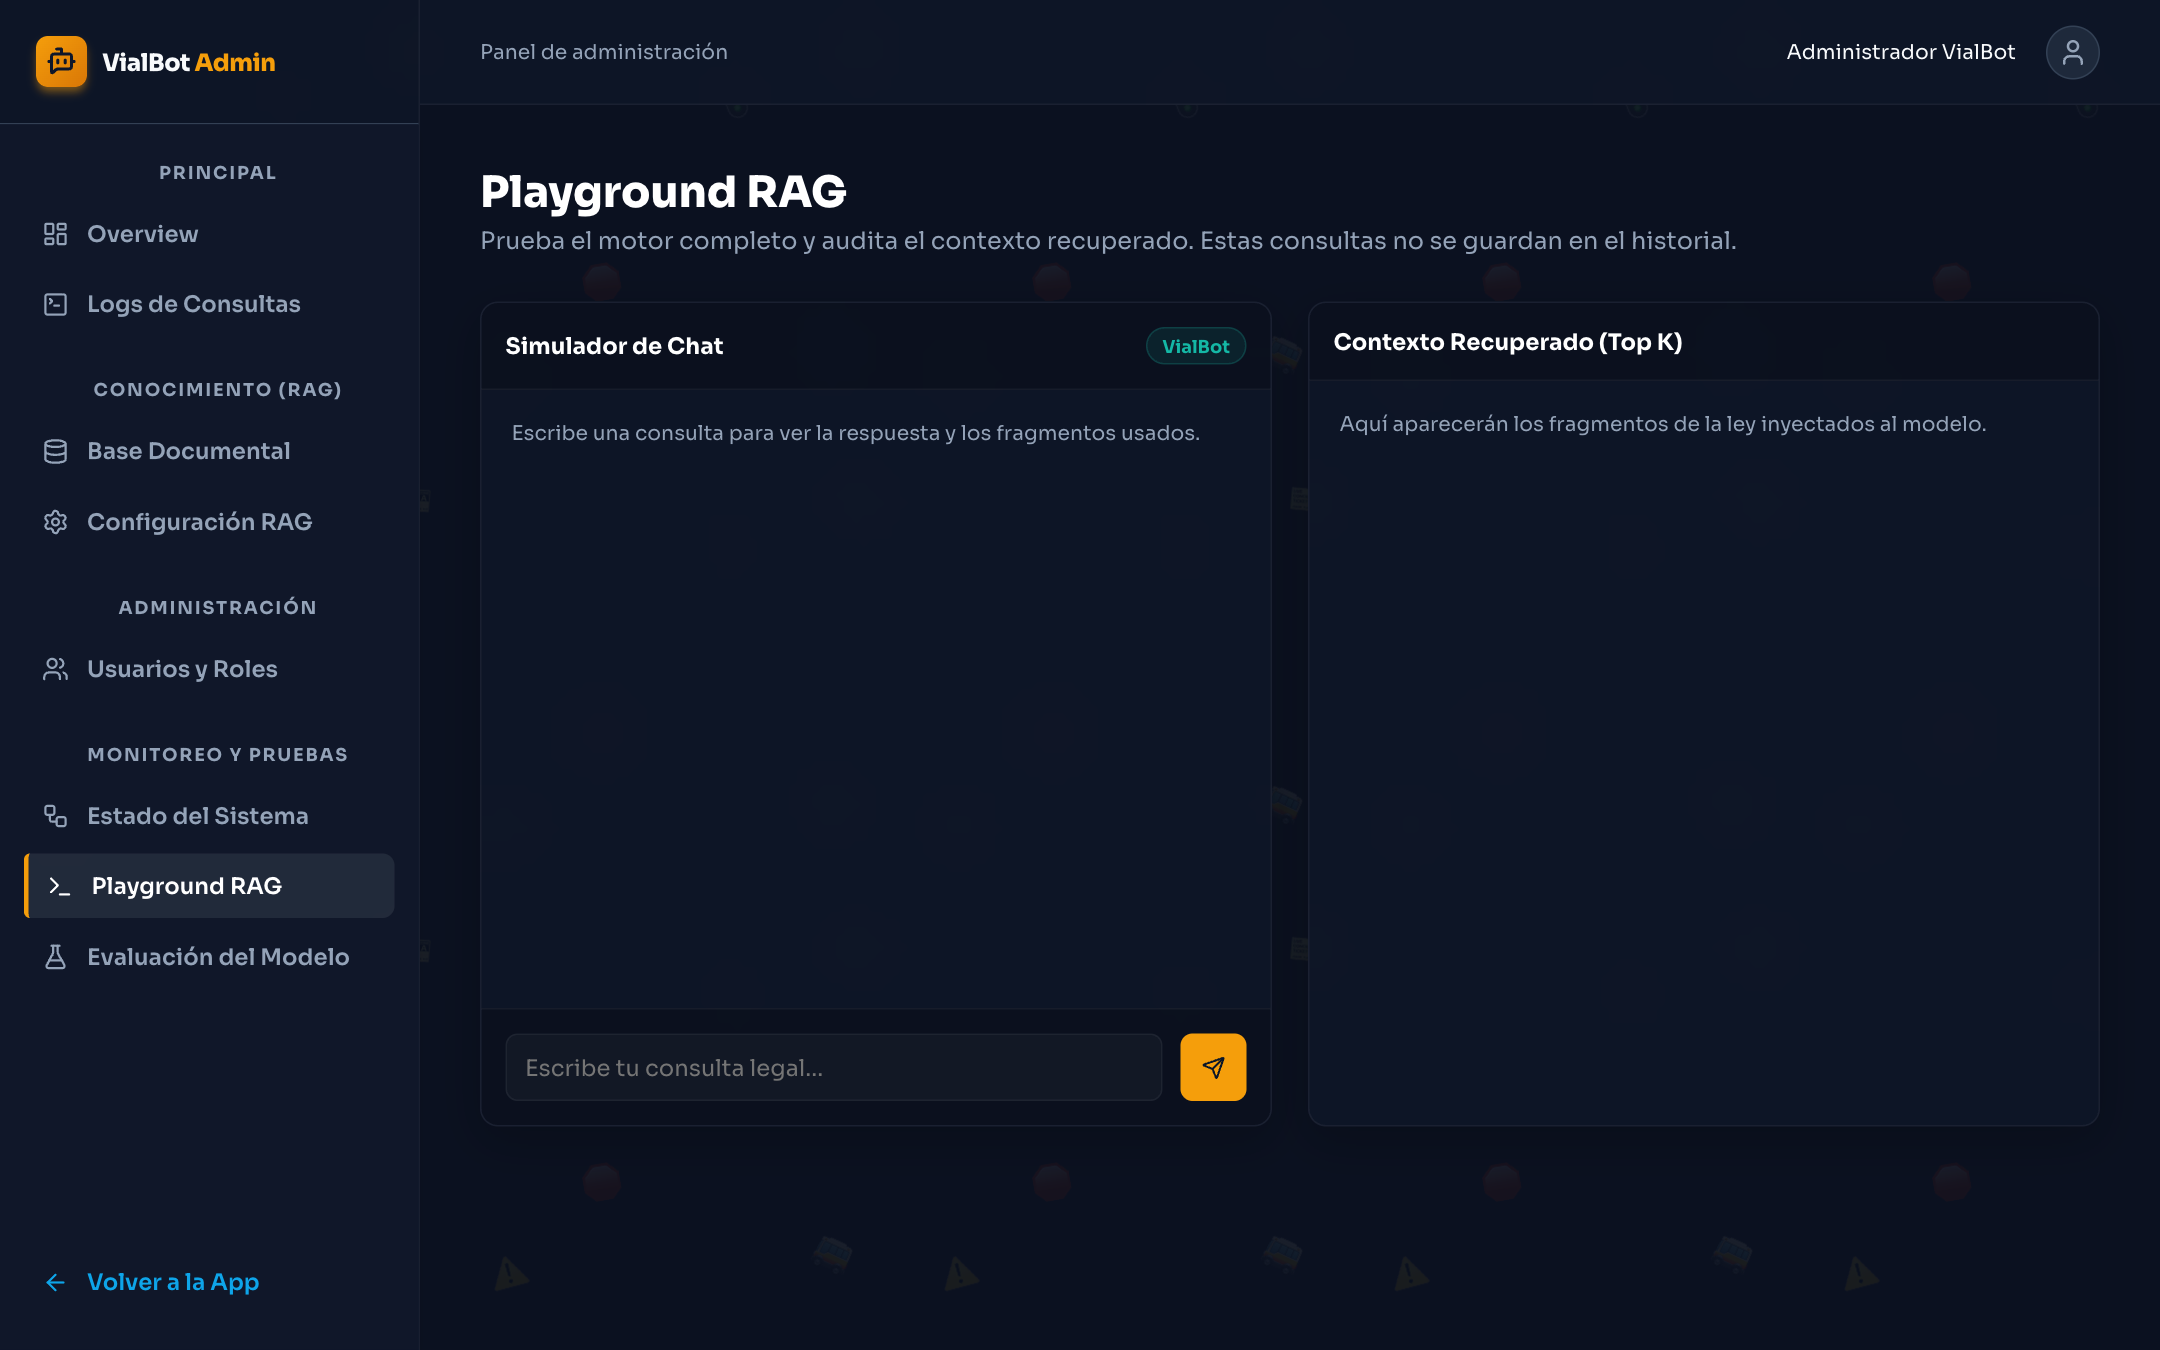 VialBot Admin
PRINCIPAL
Overview
Logs de Consultas
CONOCIMIENTO (RAG)
Base Documental
Configuración RAG
ADMINISTRACIÓN
Usuarios y Roles
MONITOREO Y PRUEBAS
Estado del Sistema
Playground RAG
Evaluación del Modelo
Volver a la App
Panel de administración
Administrador VialBot
Playground RAG
Prueba el motor completo y audita el contexto recuperado. Estas consultas no se guardan en el historial.
Simulador de Chat
VialBot
Escribe una consulta para ver la respuesta y los fragmentos usados.
Escribe tu consulta legal...
Contexto Recuperado (Top K)
Aquí aparecerán los fragmentos de la ley inyectados al modelo.